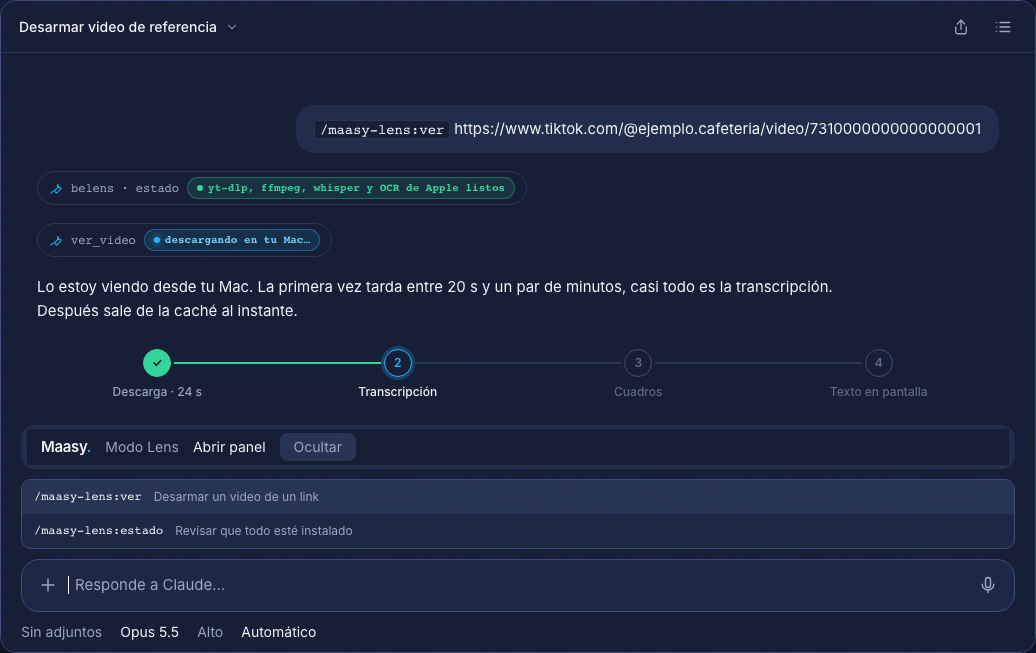 Desarmar video de referencia
/maasy-lens:ver https://www.tiktok.com/@ejemplo.cafeteria/video/7310000000000000001
belens · estado yt-dlp, ffmpeg, whisper y OCR de Apple listos
ver_video descargando en tu Mac…
Lo estoy viendo desde tu Mac. La primera vez tarda entre 20 s y un par de minutos, casi todo es la transcripción.
Después sale de la caché al instante.
2 3 4
Descarga · 24 s Transcripción Cuadros Texto en pantalla
Maasy. Modo Lens Abrir panel Ocultar
/maasy-lens:ver Desarmar un video de un link
/maasy-lens:estado Revisar que todo esté instalado
Responde a Claude...
Sin adjuntos Opus 5.5 Alto Automático